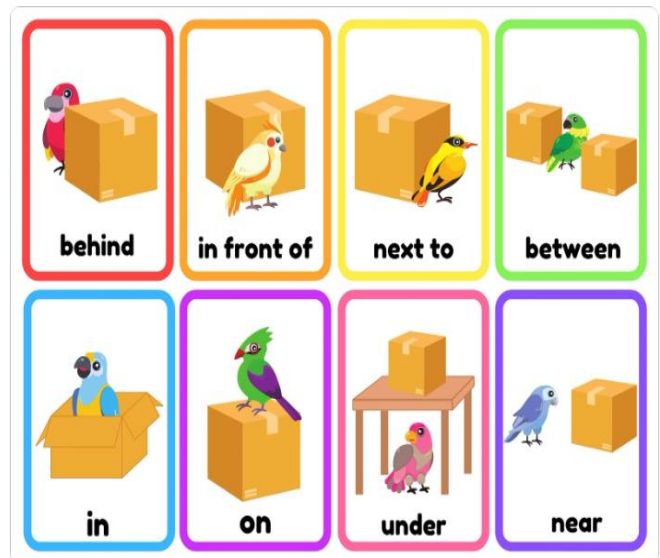 behind
in front of
next to
between
in
on
under
near